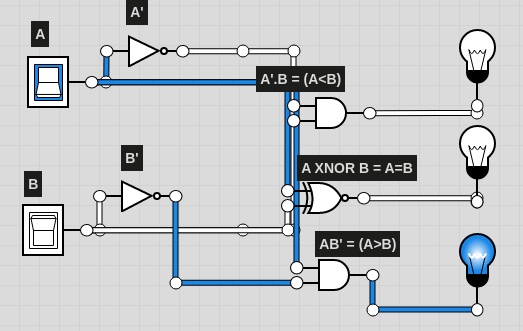 A'
A
A'.B = (A<B)
B'
A XNOR B = A=B
B
AB' = (A>B)